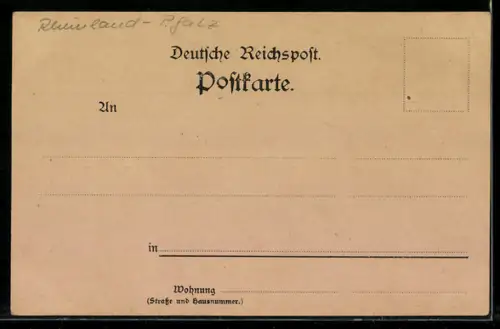 Rheinland-Pfalz
Deutsche Reichspost.
Postkarte.
An
in
Wohnung
(Straße und Hausnummer.)